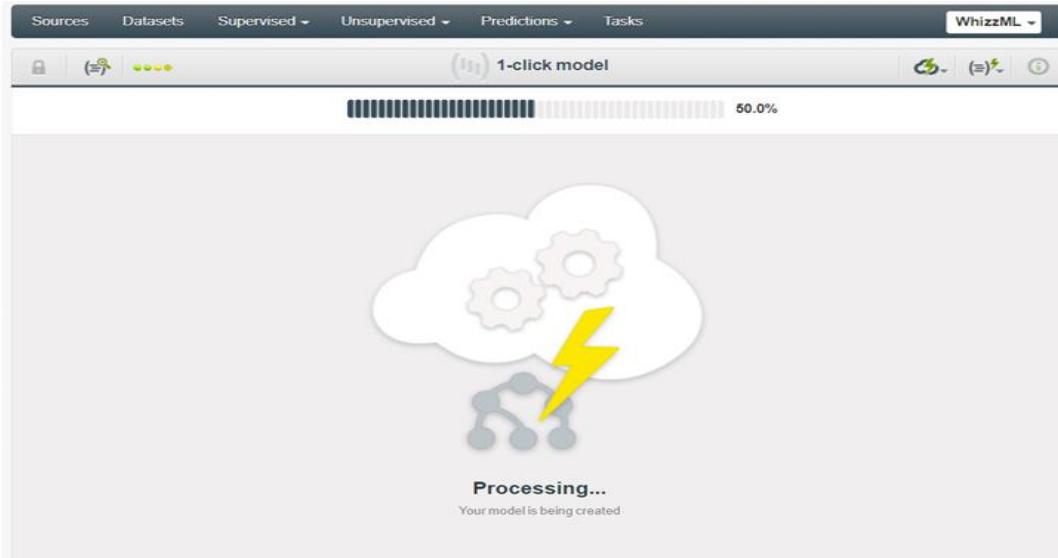 Sources Datasets Supervised Unsupervised Predictions Tasks WhizzML
1-click model
50.0%
Processing...
Your model is being created